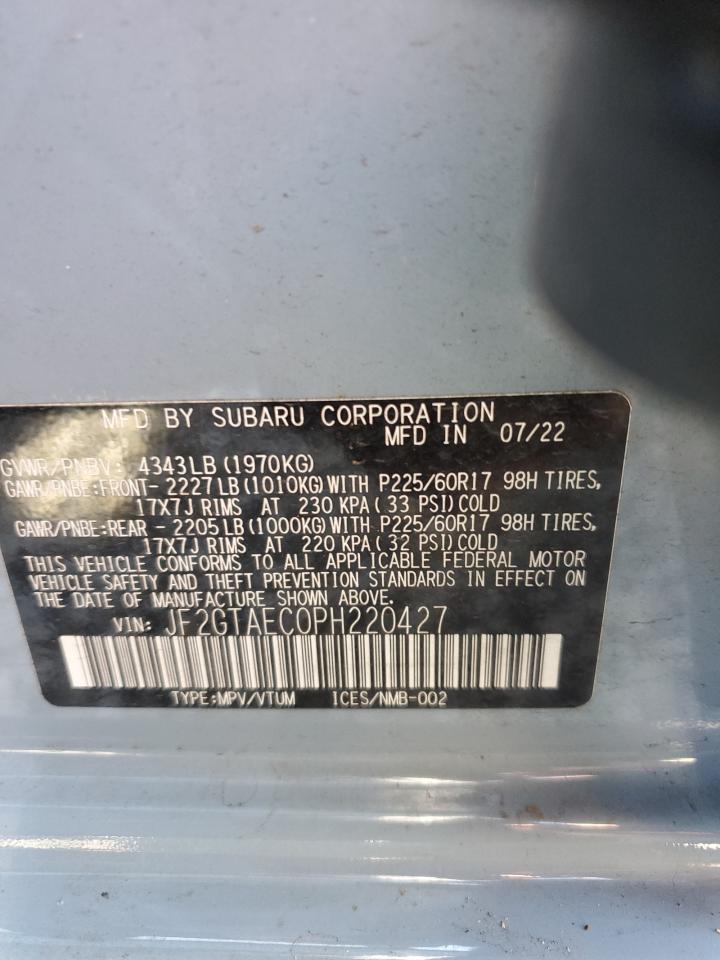 MFD BY SUBARU CORPORATION
MFD IN 07/22
GVWR/PNBV: 4343LB(1970KG)
GAWR/PNBE:FRONT- 2227LB(1010KG)WITH P225/60R17 98H TIRES,
17X7J RIMS AT 230 KPA( 33 PSI)COLD
GAWR/PNBE:REAR - 2205LB(1000KG)WITH P225/60R17 98H TIRES,
17X7J RIMS AT 220 KPA( 32 PSI)COLD
THIS VEHICLE CONFORMS TO ALL APPLICABLE FEDERAL MOTOR
VEHICLE SAFETY AND THEFT PREVENTION STANDARDS IN EFFECT ON
THE DATE OF MANUFACTURE SHOWN ABOVE.
VIN: JF2GTAEC0PH220427
TYPE:MPV/VTUM ICES/NMB-002